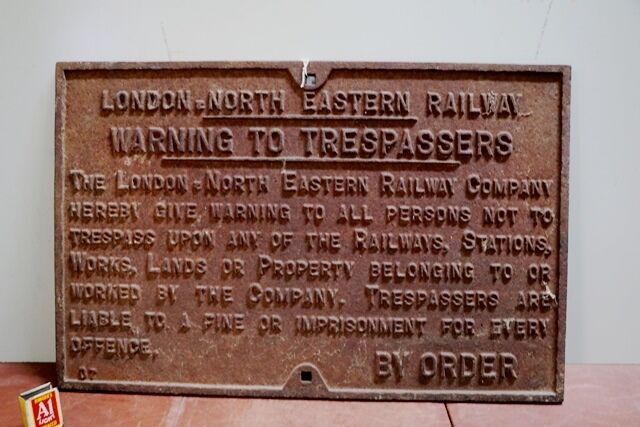 LONDON = NORTH EASTERN RAILWAY
WARNING TO TRESPASSERS
THE LONDON = NORTH EASTERN RAILWAY COMPANY
HEREBY GIVE WARNING TO ALL PERSONS NOT TO
TRESPASS UPON ANY OF THE RAILWAYS, STATIONS,
WORKS, LANDS OR PROPERTY BELONGING TO OR
WORKED BY THE COMPANY. TRESPASSERS ARE
LIABLE TO A FINE OR IMPRISONMENT FOR EVERY
OFFENCE.
BY ORDER
A1
LIGHT